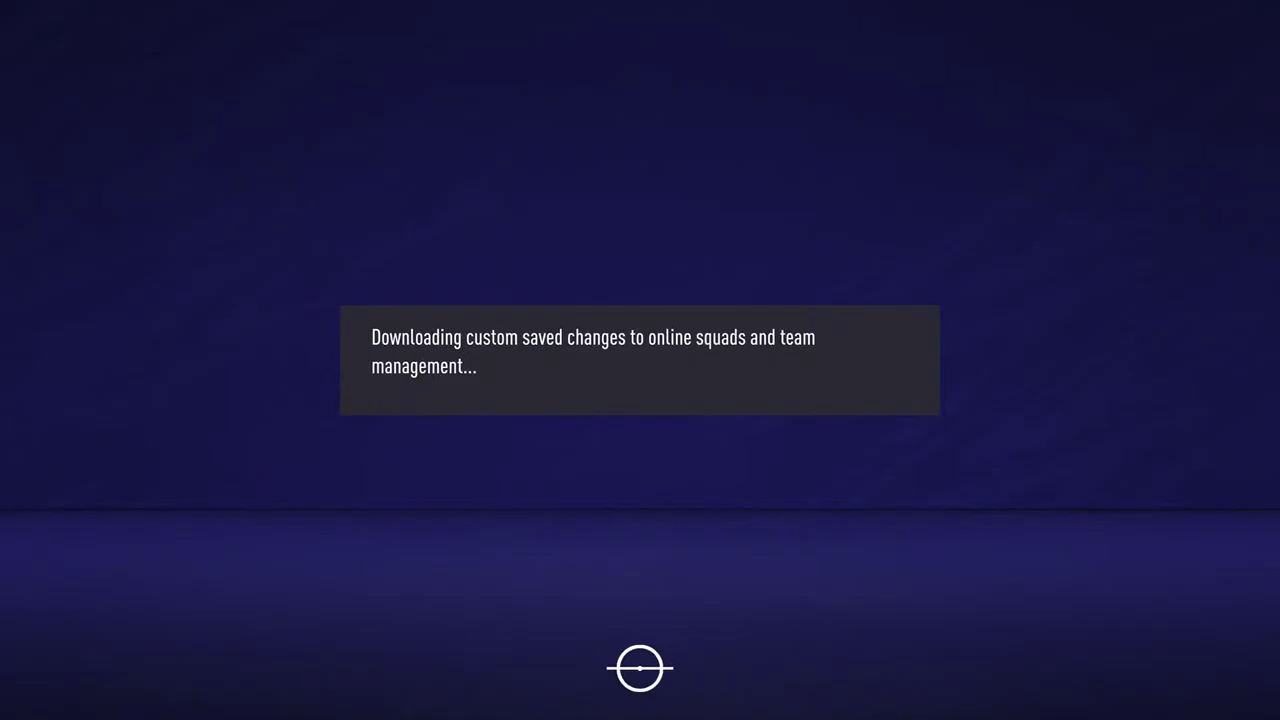 Downloading custom saved changes to online squads and team
management...